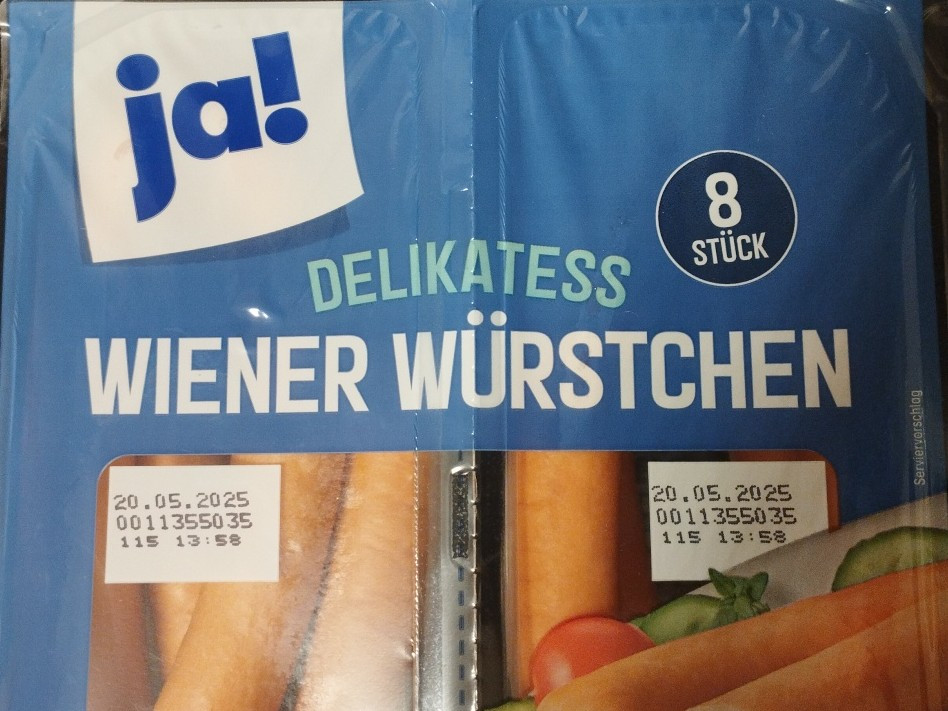 ja!
8
STÜCK
DELIKATESS
WIENER WÜRSTCHEN
Serviervorschlag
20.05.2025
0011355035
115 13:58
20.05.2025
0011355035
115 13:58